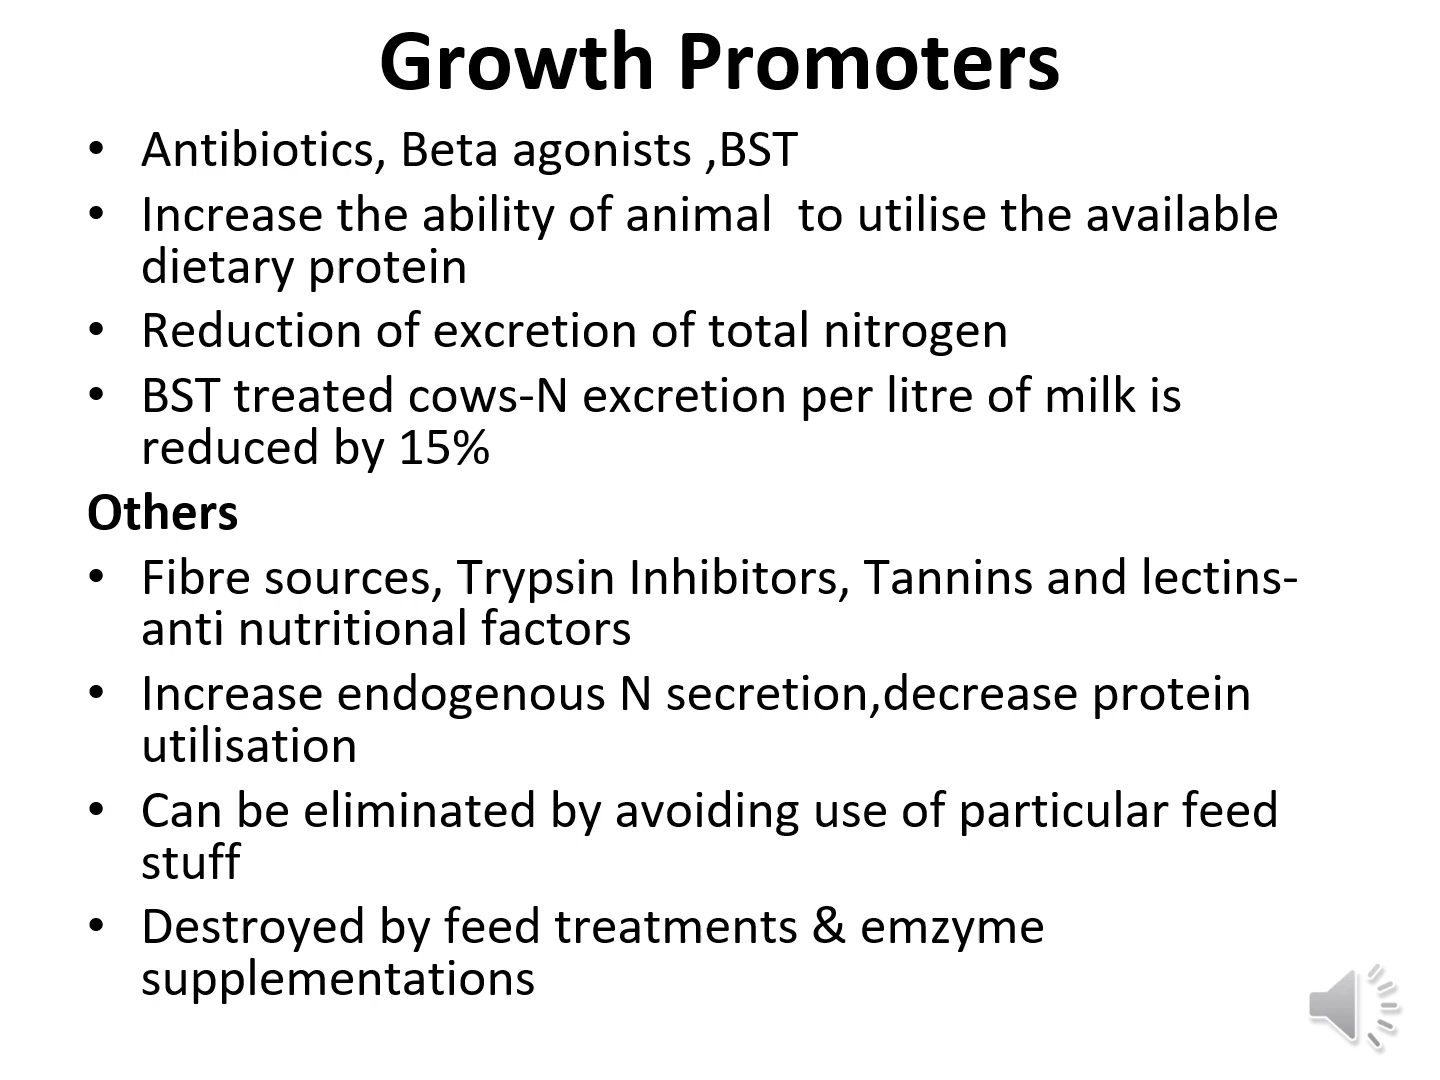 Growth Promoters
• Antibiotics, Beta agonists ,BST
• Increase the ability of animal  to utilise the available
dietary protein
• Reduction of excretion of total nitrogen
• BST treated cows-N excretion per litre of milk is
reduced by 15%
Others
• Fibre sources, Trypsin Inhibitors, Tannins and lectins-
anti nutritional factors
• Increase endogenous N secretion,decrease protein
utilisation
• Can be eliminated by avoiding use of particular feed
stuff
• Destroyed by feed treatments & emzyme
supplementations